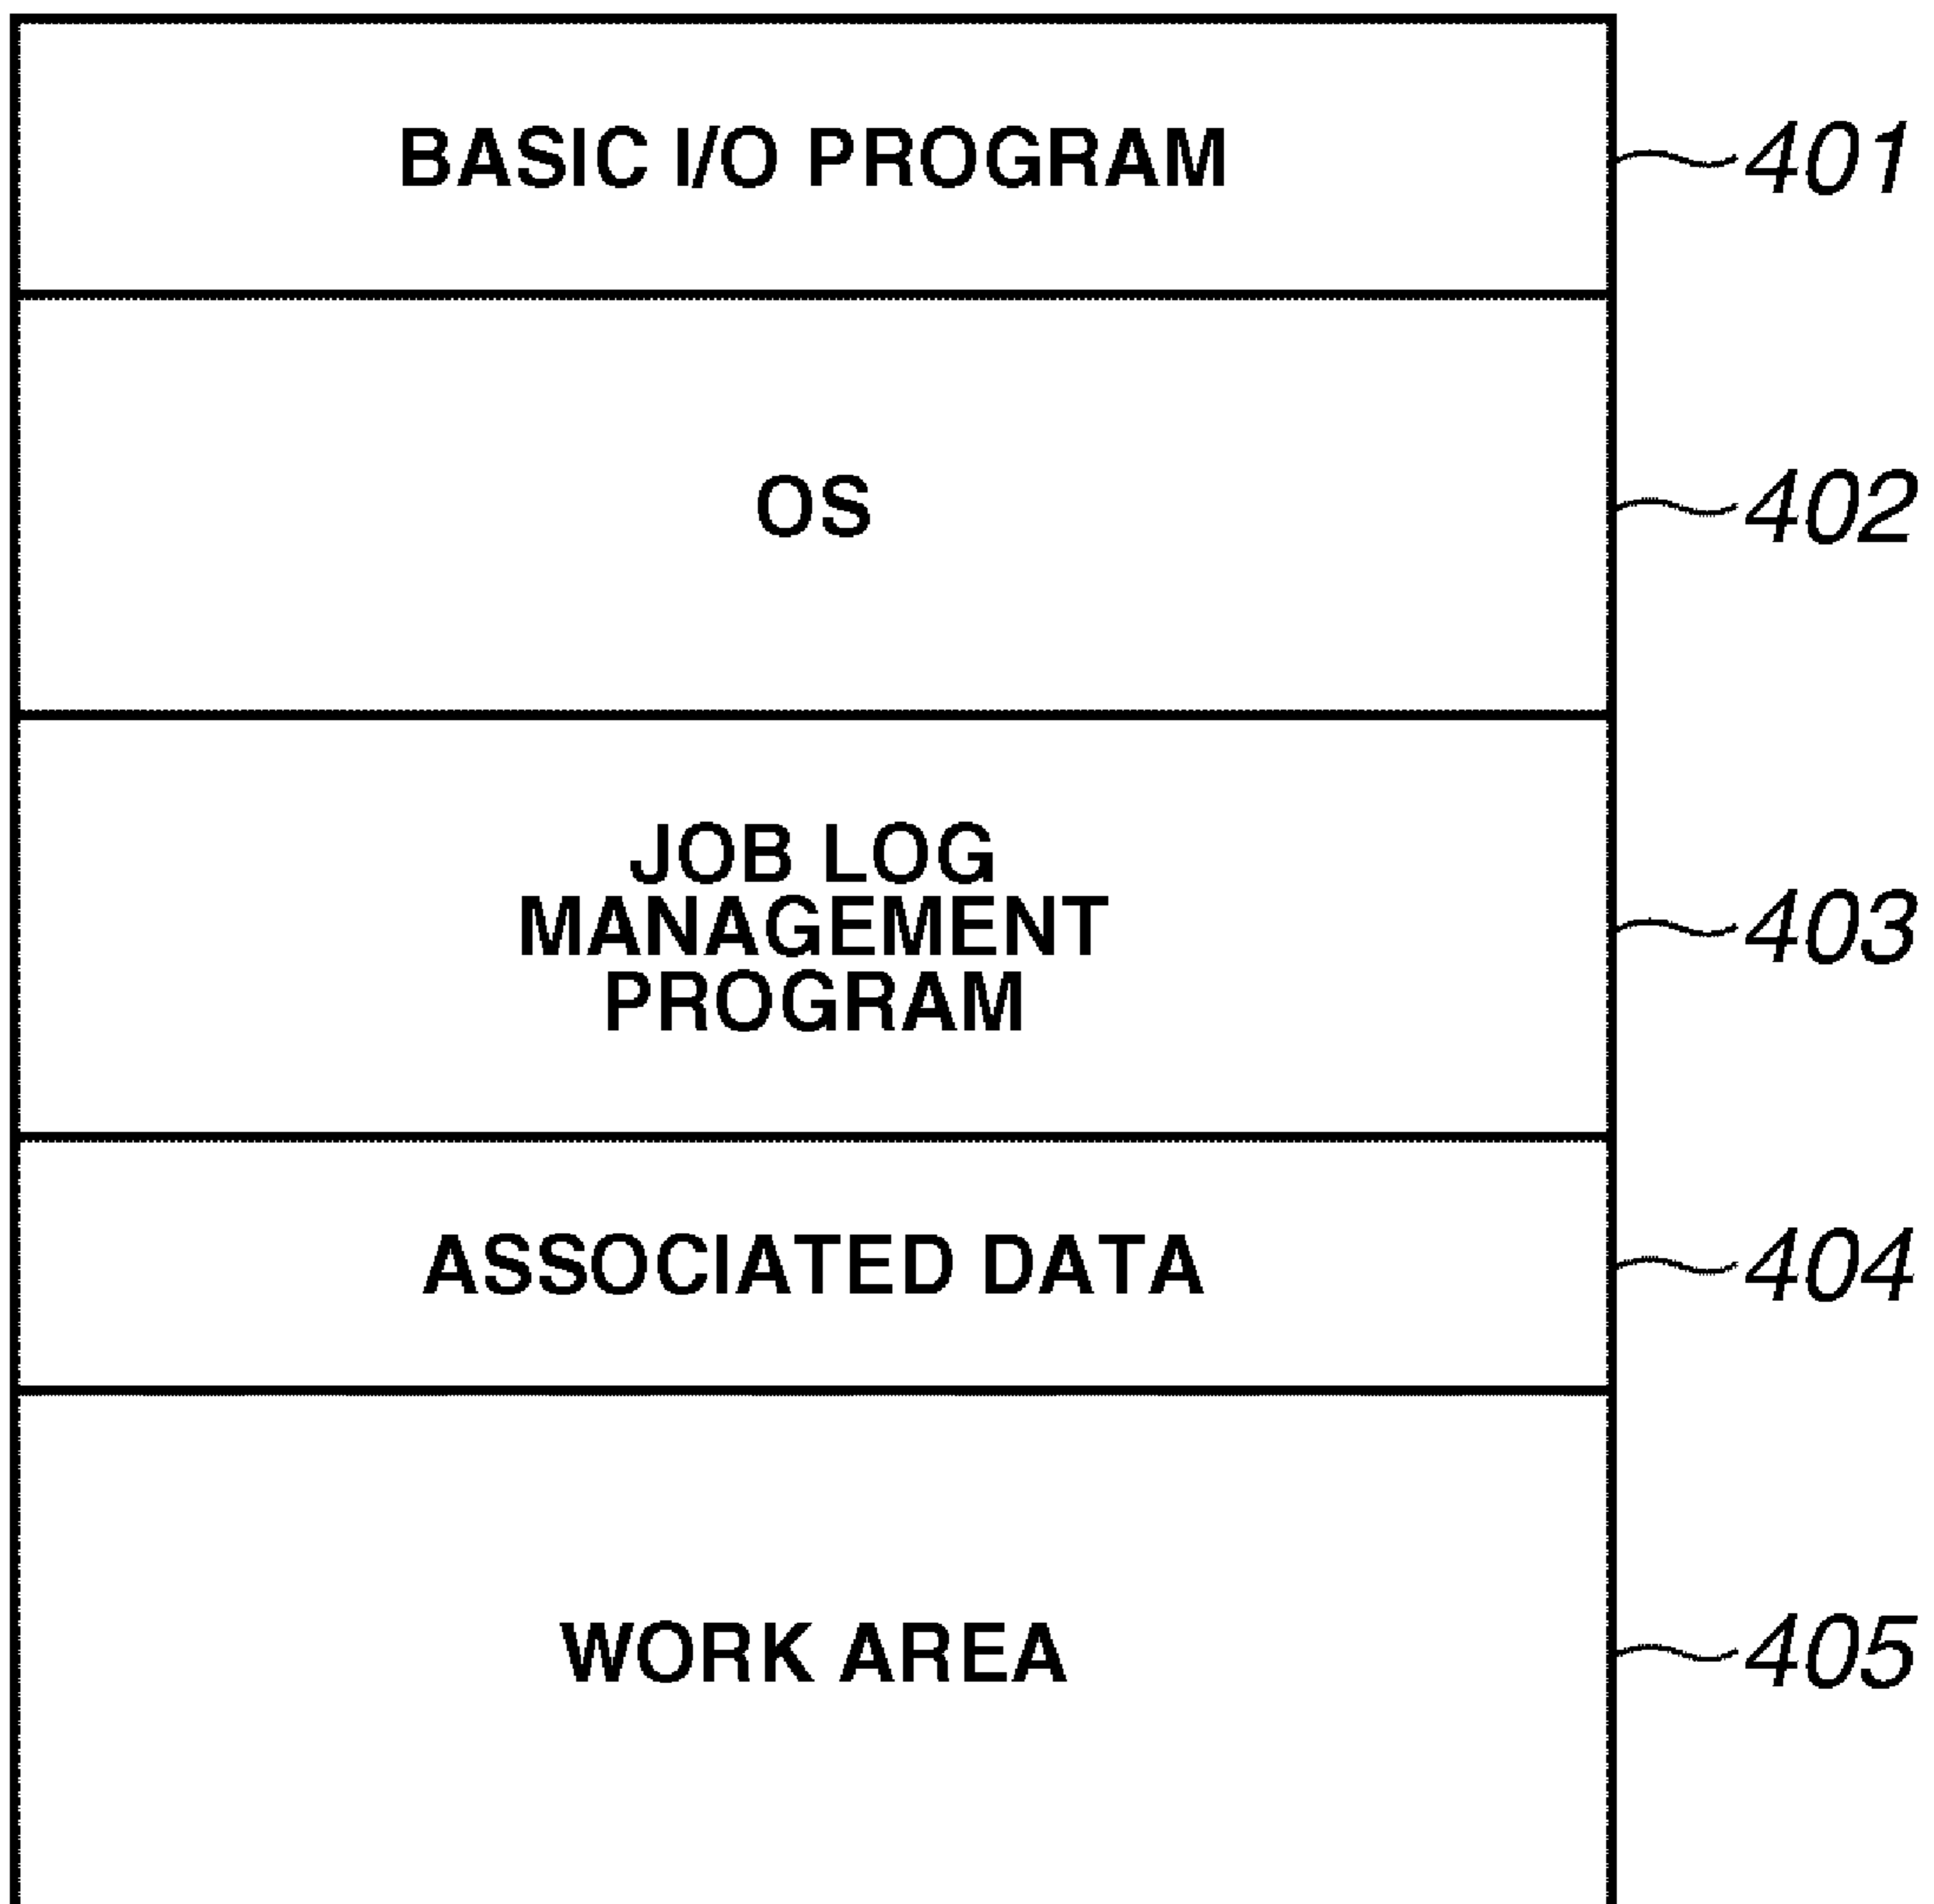 BASIC I/O PROGRAM
401
OS
402
JOB LOG
MANAGEMENT
PROGRAM
403
ASSOCIATED DATA
404
WORK AREA
405